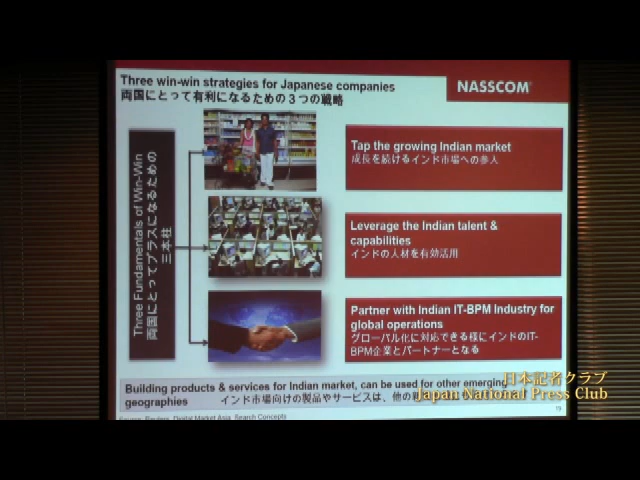 Three win-win strategies for Japanese companies
両国にとって有利になるための３つの戦略
NASSCOM
Three Fundamentals of Win-Win
両国にとってプラスになるための
三本柱
Tap the growing Indian market
成長を続けるインド市場への参入
Leverage the Indian talent &
capabilities
インドの人材を有効活用
Partner with Indian IT-BPM Industry for
global operations
グローバル化に対応できる様にインドのIT-
BPM企業とパートナーとなる
Building products & services for Indian market, can be used for other emerging
geographies インド市場向けの製品やサービスは、他の
Source: Reuters, Digital Market Asia, Search Concepts
19
日本記者クラブ
Japan National Press Club